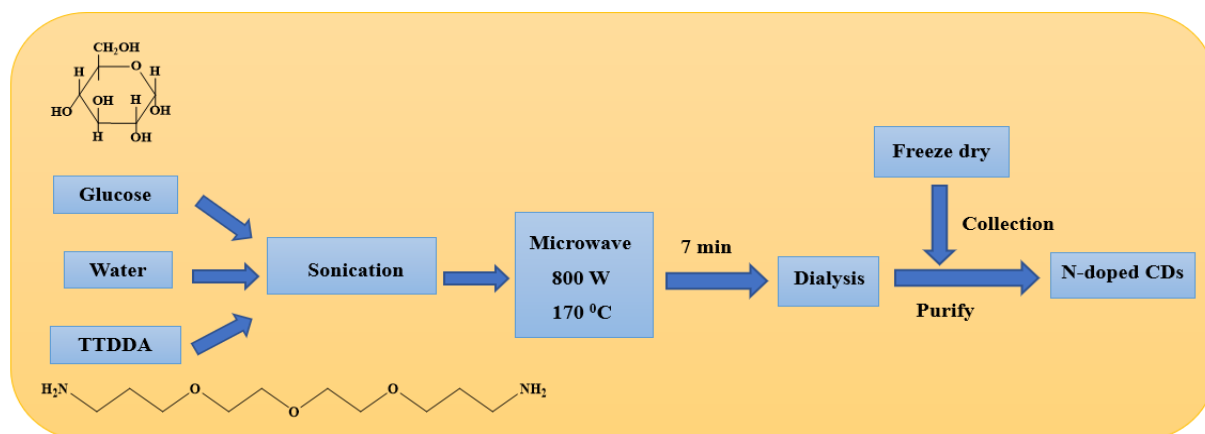 CH2OH
H
O
H
OH
H
HO
OH
H
OH
Glucose
Water
TTDDA
Sonication
Microwave
800 W
170 ⁰C
7 min
Dialysis
Freeze dry
Collection
Purify
N-doped CDs
H2N
O
O
O
NH2